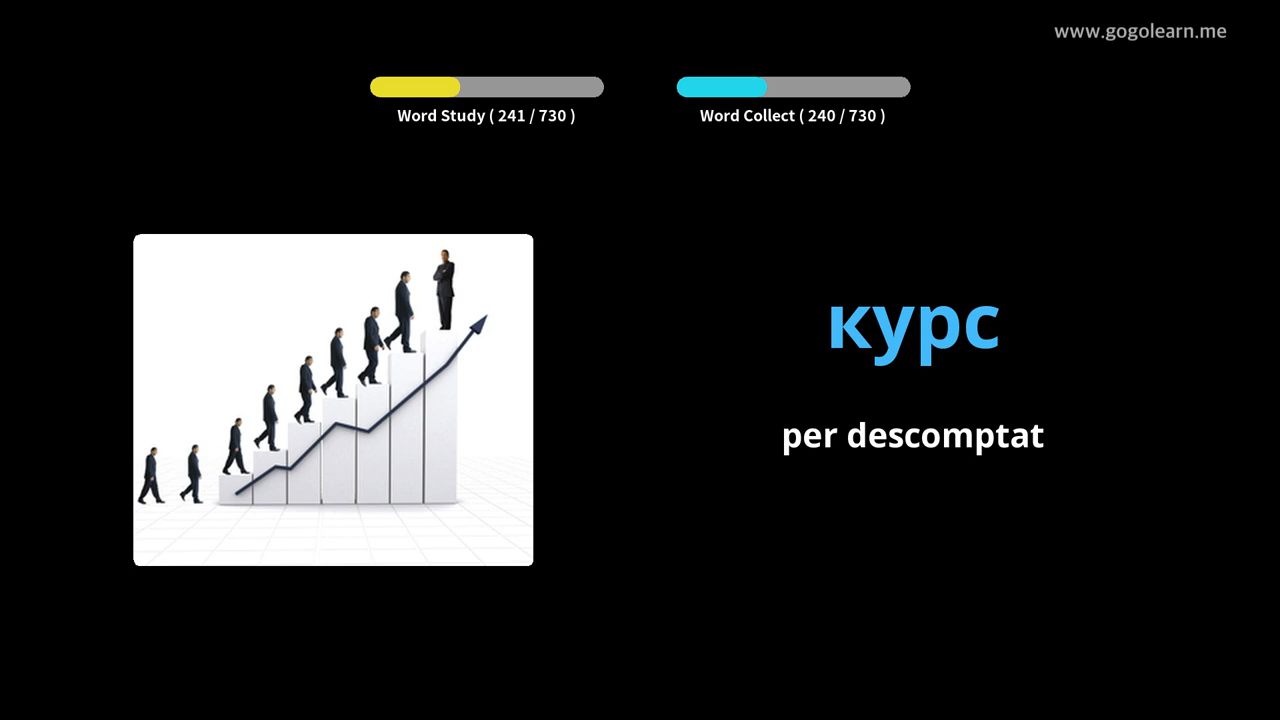 www.gogolearn.me
Word Study ( 241 / 730 )
Word Collect ( 240 / 730 )
курс
per descomptat